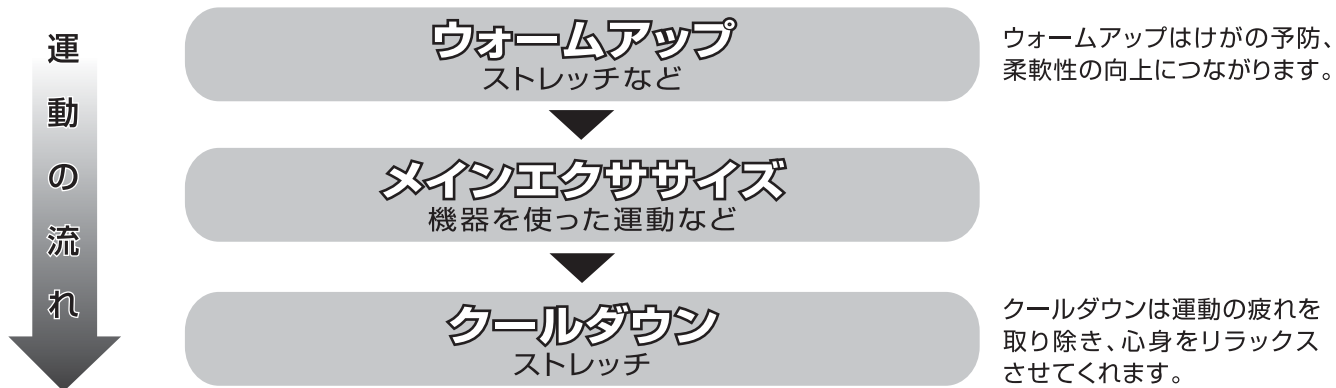 運動の流れ
ウォームアップ
ストレッチなど
ウォームアップはけがの予防、
柔軟性の向上につながります。
メインエクササイズ
機器を使った運動など
クールダウン
ストレッチ
クールダウンは運動の疲れを
取り除き、心身をリラックス
させてくれます。